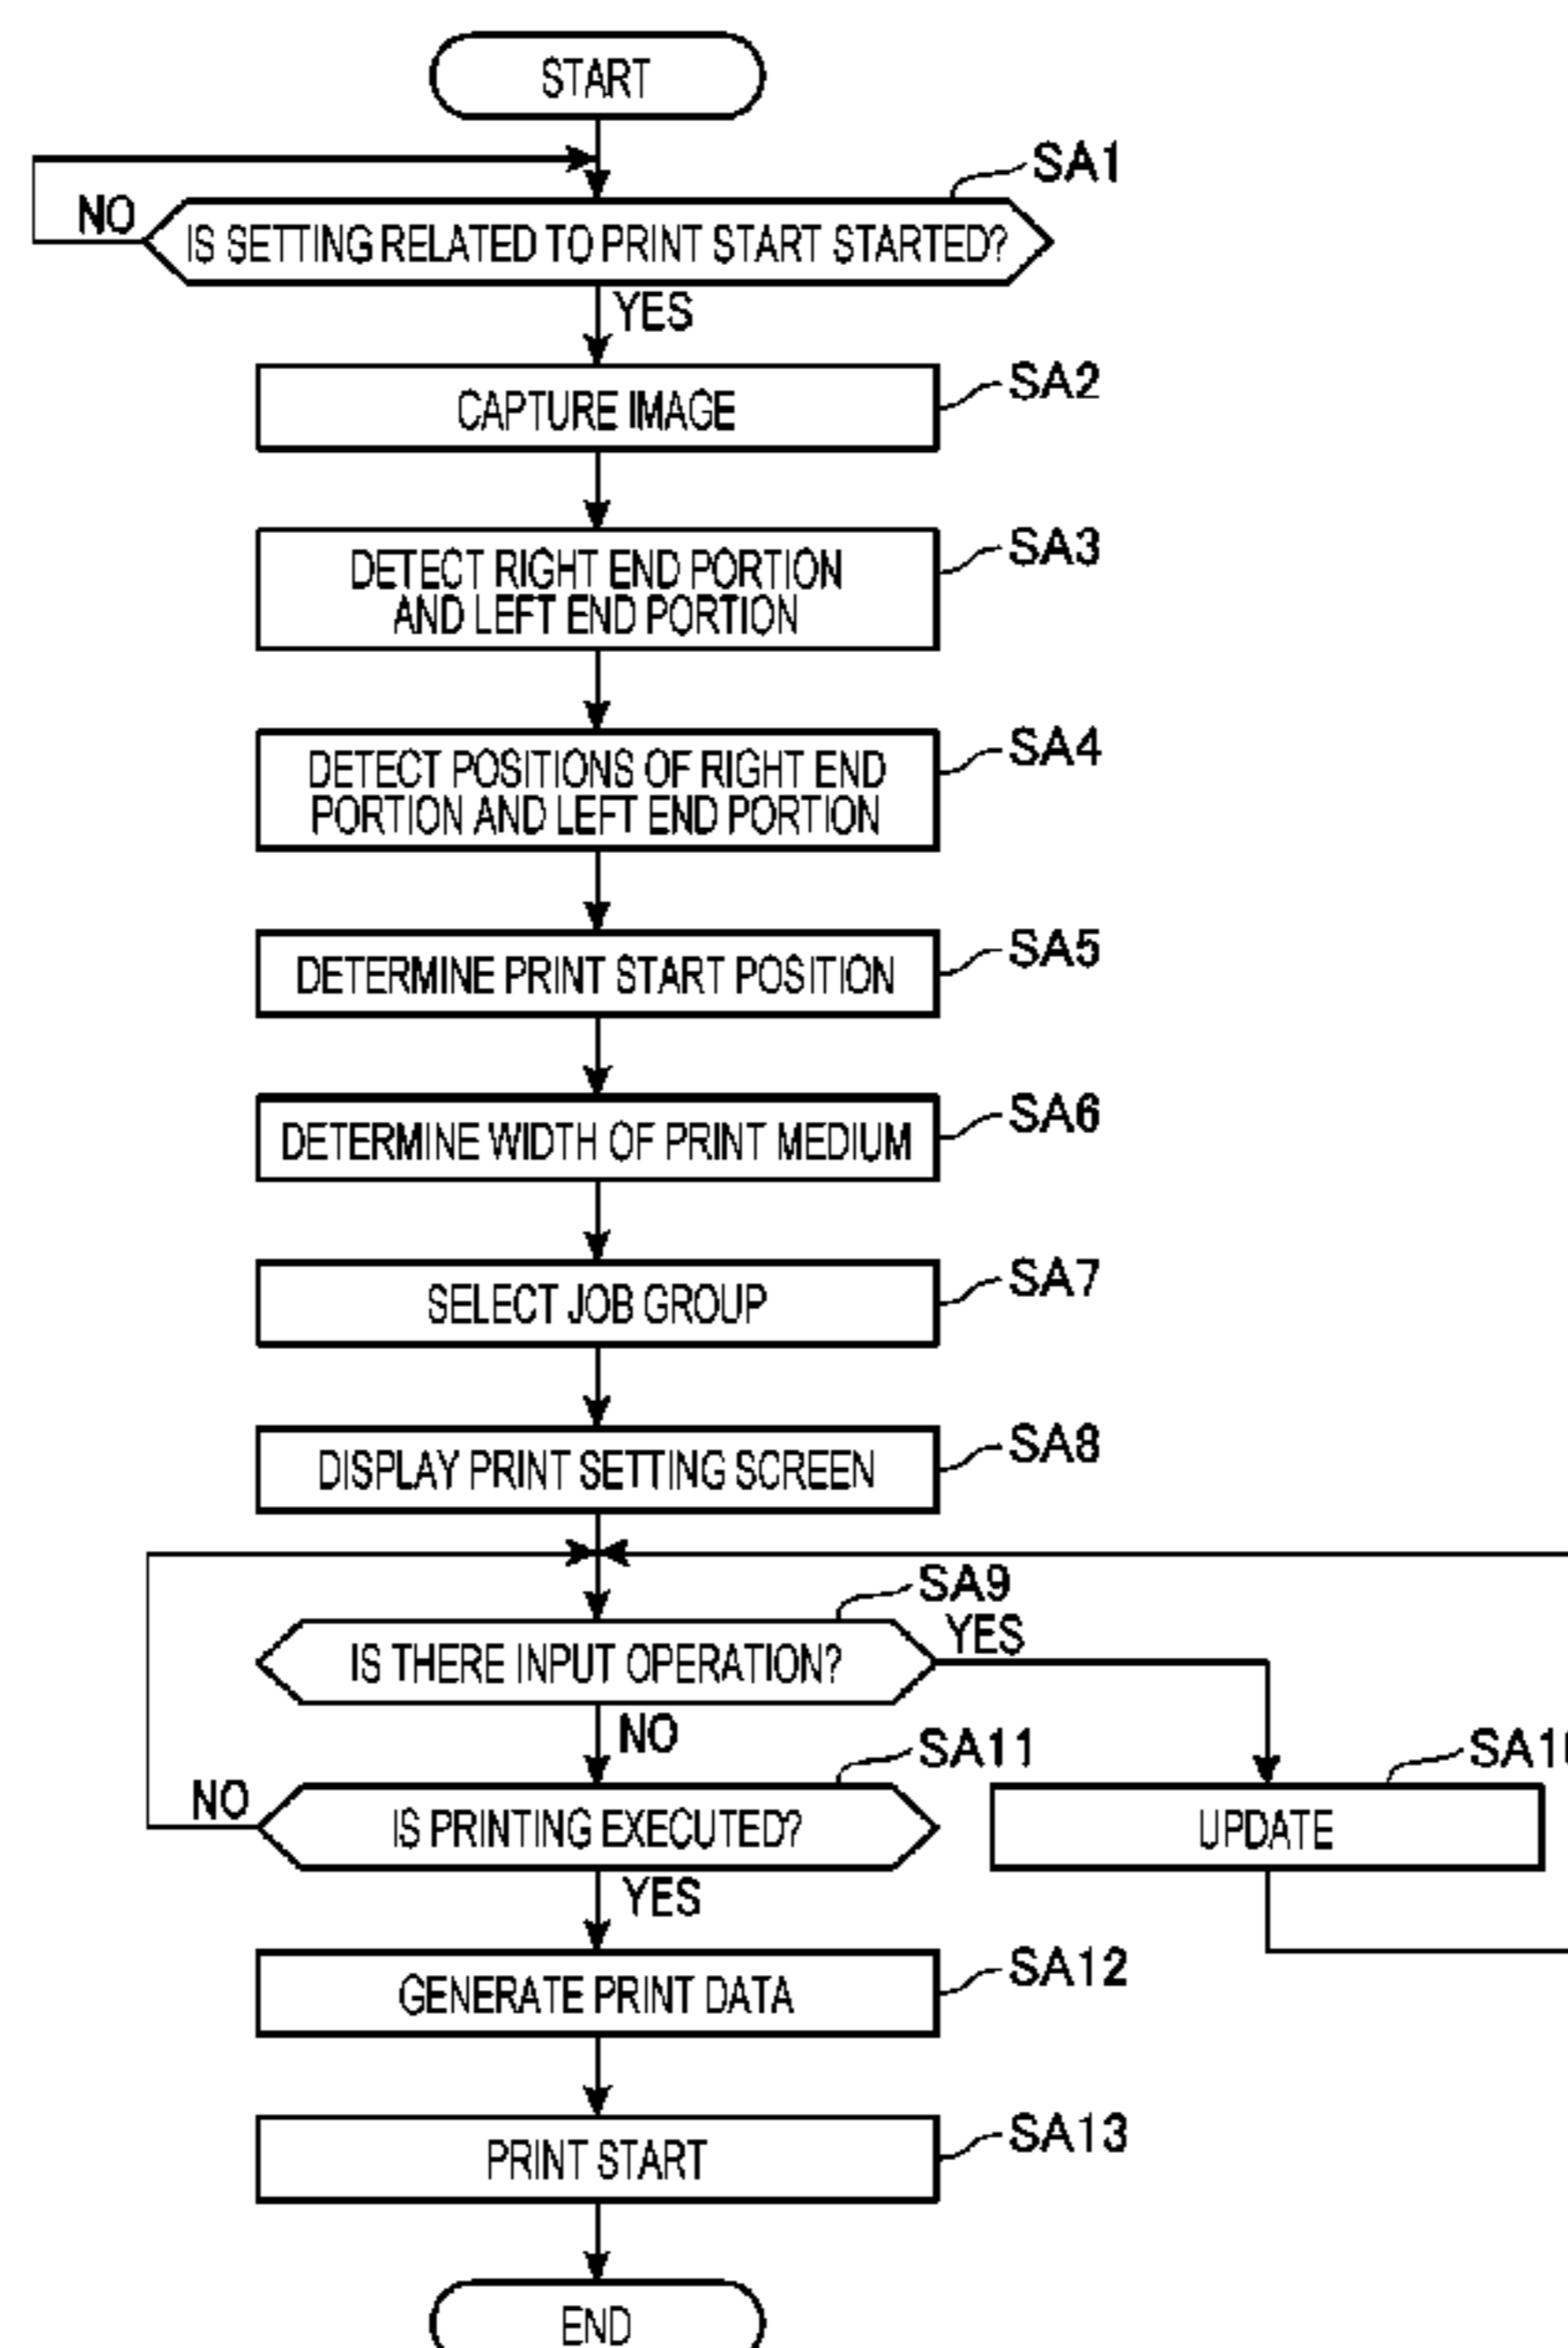 START
SA1
NO
IS SETTING RELATED TO PRINT START STARTED?
YES
SA2
CAPTURE IMAGE
SA3
DETECT RIGHT END PORTION
AND LEFT END PORTION
SA4
DETECT POSITIONS OF RIGHT END
PORTION AND LEFT END PORTION
SA5
DETERMINE PRINT START POSITION
SA6
DETERMINE WIDTH OF PRINT MEDIUM
SA7
SELECT JOB GROUP
SA8
DISPLAY PRINT SETTING SCREEN
SA9
YES
IS THERE INPUT OPERATION?
NO
SA11
NO
IS PRINTING EXECUTED?
UPDATE
YES
SA12
GENERATE PRINT DATA
SA13
PRINT START
END